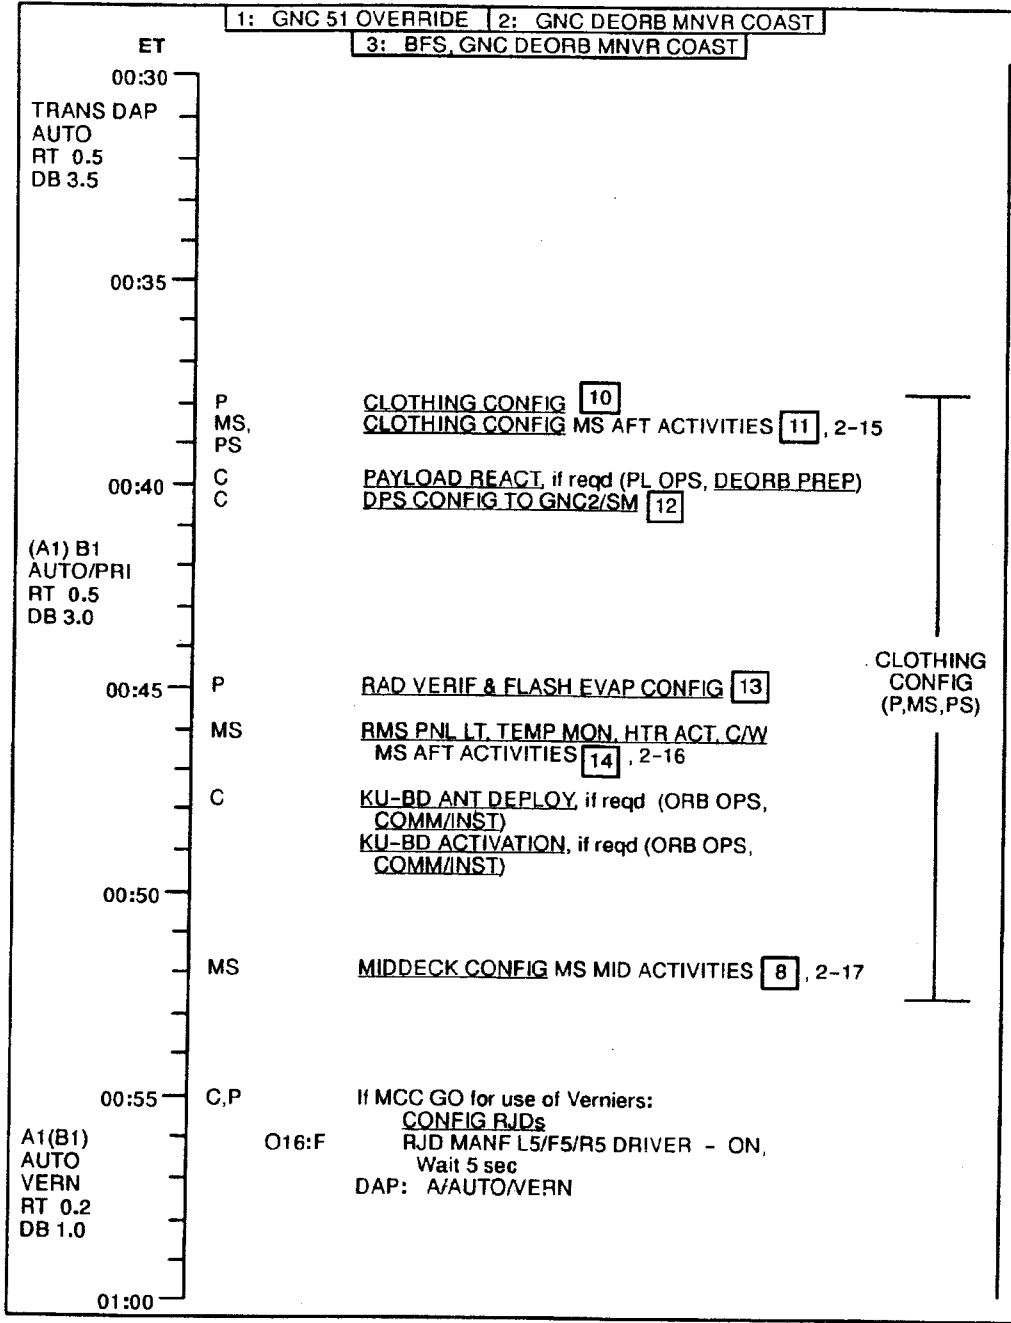 1: GNC 51 OVERRIDE 2: GNC DEORB MNVR COAST
3: BFS, GNC DEORB MNVR COAST
ET
00:30
TRANS DAP
AUTO
RT 0.5
DB 3.5
00:35
P CLOTHING CONFIG 10
MS, CLOTHING CONFIG MS AFT ACTIVITIES 11, 2-15
PS
C PAYLOAD REACT, if reqd (PL OPS, DEORB PREP)
00:40 C DPS CONFIG TO GNC2/SM 12
(A1) B1
AUTO/PRI
RT 0.5
DB 3.0
CLOTHING
CONFIG
(P,MS,PS)
00:45 P RAD VERIF & FLASH EVAP CONFIG 13
MS RMS PNL LT, TEMP MON, HTR ACT, C/W
MS AFT ACTIVITIES 14, 2-16
C KU-BD ANT DEPLOY, if reqd (ORB OPS,
COMM/INST)
KU-BD ACTIVATION, if reqd (ORB OPS,
COMM/INST)
00:50
MS MIDDECK CONFIG MS MID ACTIVITIES 8, 2-17
00:55 C,P If MCC GO for use of Verniers:
CONFIG RJDs
O16:F RJD MANF L5/F5/R5 DRIVER - ON,
Wait 5 sec
DAP: A/AUTO/VERN
A1(B1)
AUTO
VERN
RT 0.2
DB 1.0
01:00